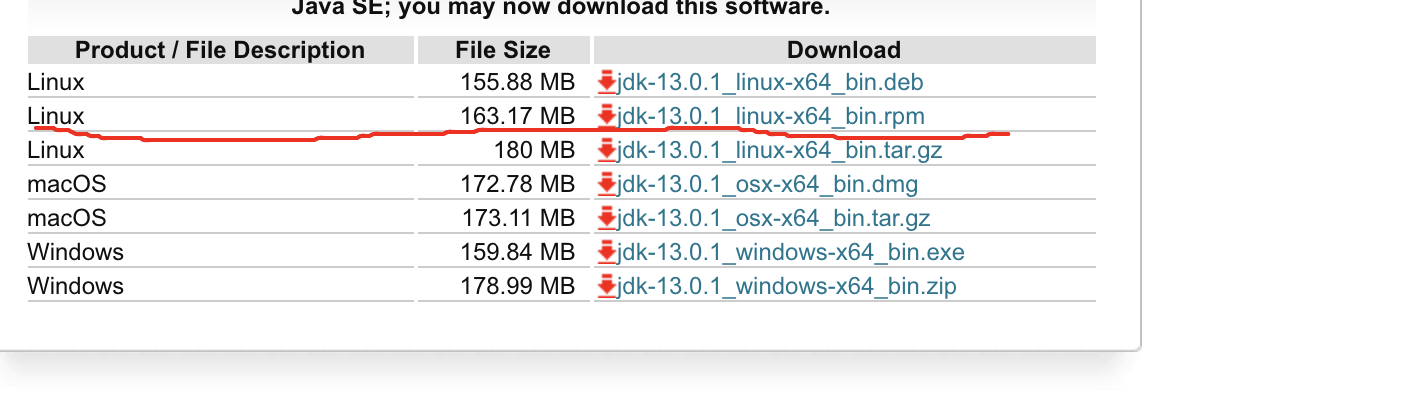 Java SE; you may now download this software.
Product / File Description File Size Download
Linux 155.88 MB jdk-13.0.1_linux-x64_bin.deb
Linux 163.17 MB jdk-13.0.1_linux-x64_bin.rpm
Linux 180 MB jdk-13.0.1_linux-x64_bin.tar.gz
macOS 172.78 MB jdk-13.0.1_osx-x64_bin.dmg
macOS 173.11 MB jdk-13.0.1_osx-x64_bin.tar.gz
Windows 159.84 MB jdk-13.0.1_windows-x64_bin.exe
Windows 178.99 MB jdk-13.0.1_windows-x64_bin.zip